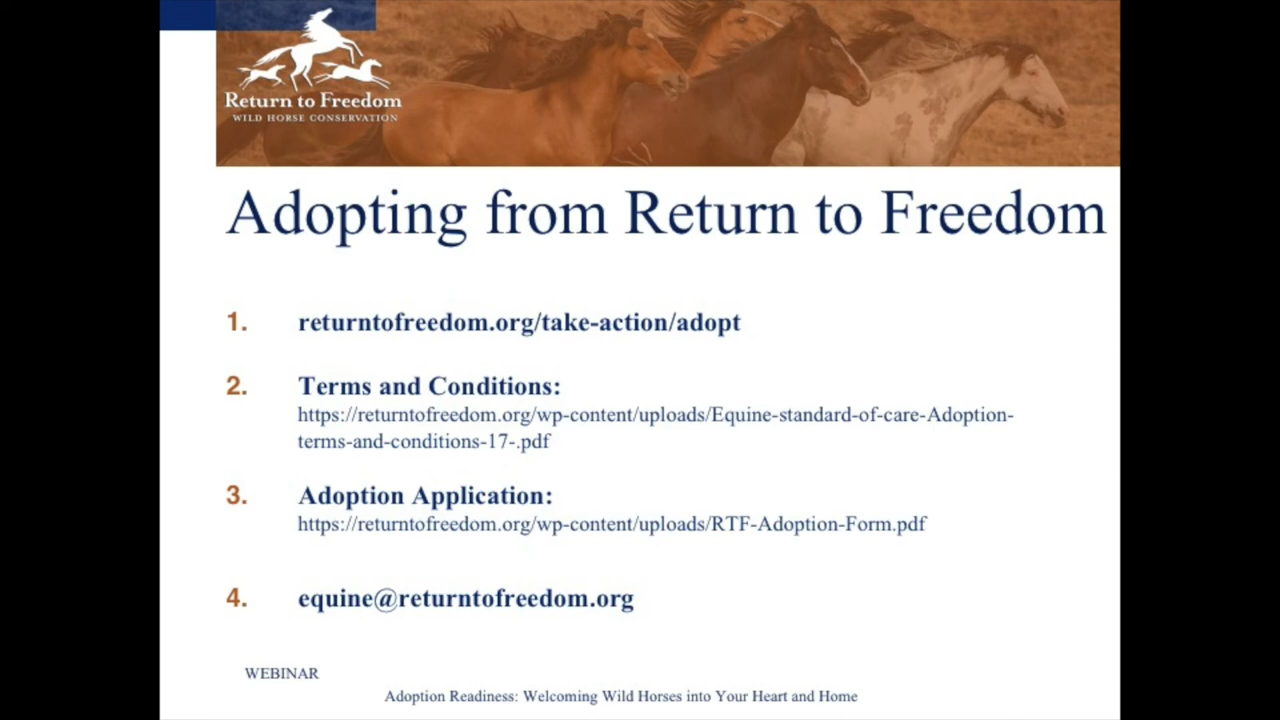 Return to Freedom
WILD HORSE CONSERVATION
Adopting from Return to Freedom
1. returntofreedom.org/take-action/adopt
2. Terms and Conditions:
https://returntofreedom.org/wp-content/uploads/Equine-standard-of-care-Adoption-
terms-and-conditions-17-.pdf
3. Adoption Application:
https://returntofreedom.org/wp-content/uploads/RTF-Adoption-Form.pdf
4. equine@returntofreedom.org
WEBINAR
Adoption Readiness: Welcoming Wild Horses into Your Heart and Home